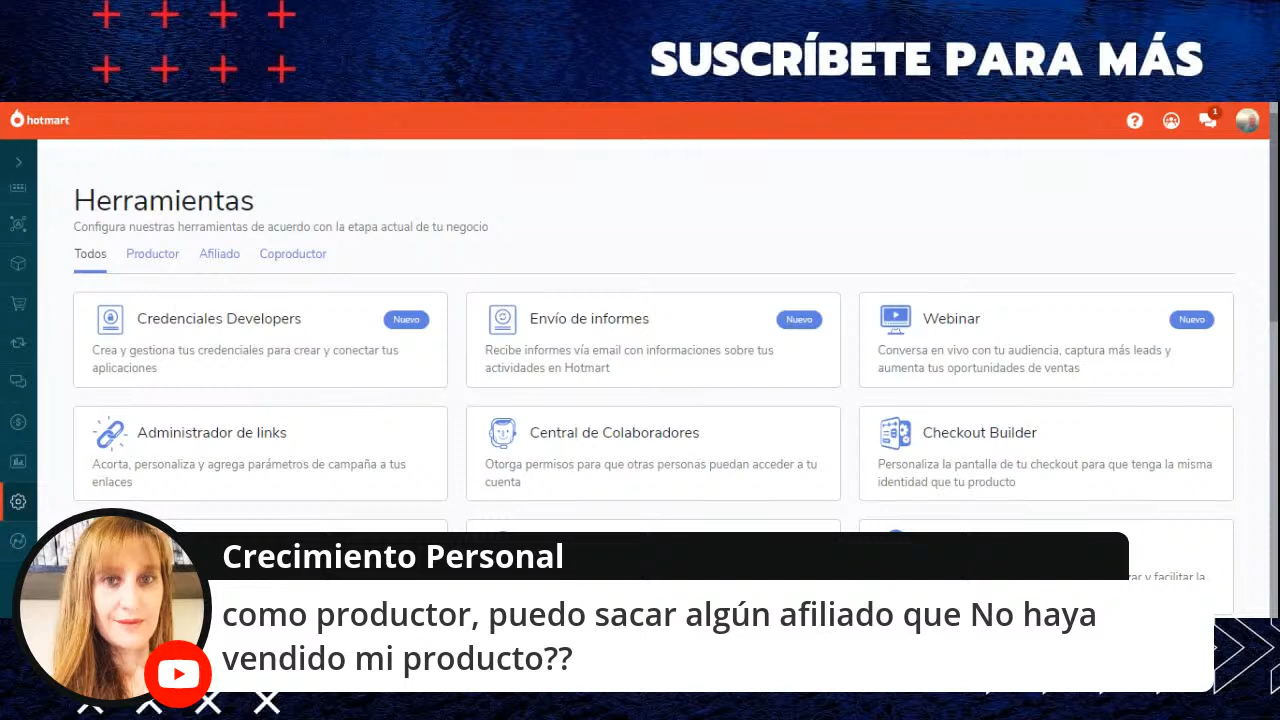 SUSCRÍBETE PARA MÁS
hotmart
1
Herramientas
Configura nuestras herramientas de acuerdo con la etapa actual de tu negocio
Todos Productor Afiliado Coproductor
Credenciales Developers Nuevo
Crea y gestiona tus credenciales para crear y conectar tus
aplicaciones
Envío de informes Nuevo
Recibe informes vía email con informaciones sobre tus
actividades en Hotmart
Webinar Nuevo
Conversa en vivo con tu audiencia, captura más leads y
aumenta tus oportunidades de ventas
Administrador de links
Acorta, personaliza y agrega parámetros de campaña a tus
enlaces
Central de Colaboradores
Otorga permisos para que otras personas puedan acceder a tu
cuenta
Checkout Builder
Personaliza la pantalla de tu checkout para que tenga la misma
identidad que tu producto
y facilitar la
Crecimiento Personal
como productor, puedo sacar algún afiliado que No haya
vendido mi producto??